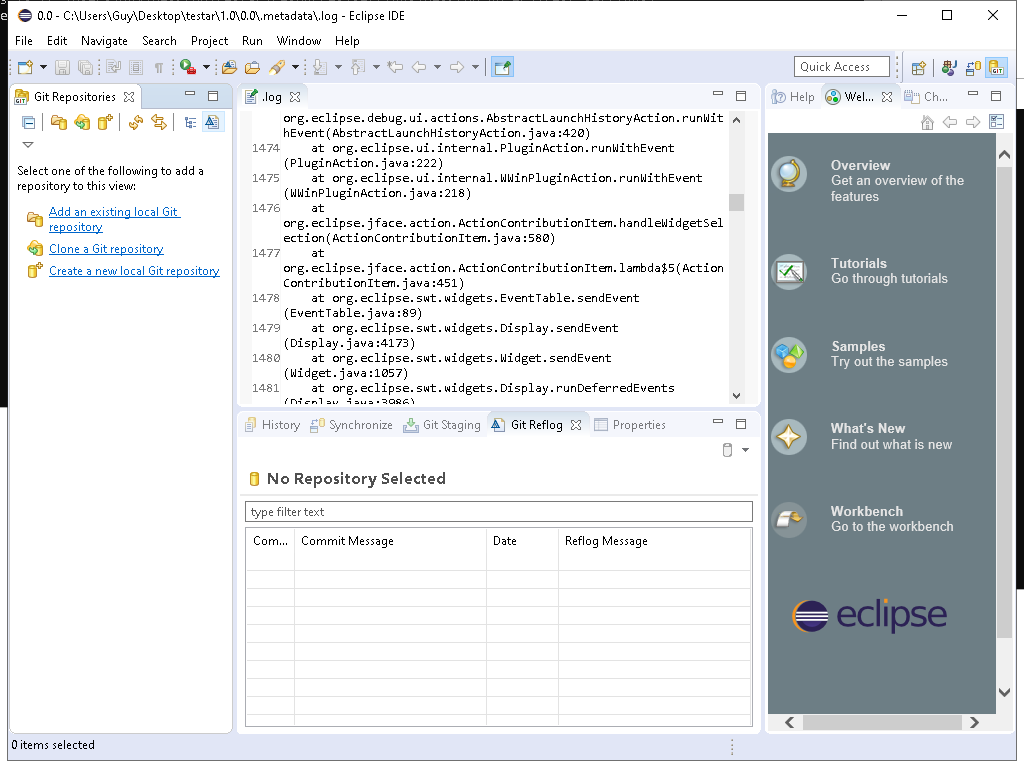 0.0 - C:\Users\Guy\Desktop\testar\1.0\0.0\.metadata\.log - Eclipse IDE
File Edit Navigate Search Project Run Window Help
Quick Access
GIT
Git Repositories
Select one of the following to add a
repository to this view:
Add an existing local Git
repository
Clone a Git repository
Create a new local Git repository
.log
org.eclipse.debug.ui.actions.AbstractLaunchHistoryAction.runWit
hEvent(AbstractLaunchHistoryAction.java:420)
1474 at org.eclipse.ui.internal.PluginAction.runWithEvent
(PluginAction.java:222)
1475 at org.eclipse.ui.internal.WWinPluginAction.runWithEvent
(WWinPluginAction.java:218)
1476 at
org.eclipse.jface.action.ActionContributionItem.handleWidgetSel
ection(ActionContributionItem.java:580)
1477 at
org.eclipse.jface.action.ActionContributionItem.lambda$5(Action
ContributionItem.java:451)
1478 at org.eclipse.swt.widgets.EventTable.sendEvent
(EventTable.java:89)
1479 at org.eclipse.swt.widgets.Display.sendEvent
(Display.java:4173)
1480 at org.eclipse.swt.widgets.Widget.sendEvent
(Widget.java:1057)
1481 at org.eclipse.swt.widgets.Display.runDeferredEvents
(Display.java:3986)
History Synchronize Git Staging Git Reflog Properties
No Repository Selected
type filter text
Com... Commit Message Date Reflog Message
Help Wel... Ch...
Overview
Get an overview of the
features
Tutorials
Go through tutorials
Samples
Try out the samples
What's New
Find out what is new
Workbench
Go to the workbench
eclipse
0 items selected